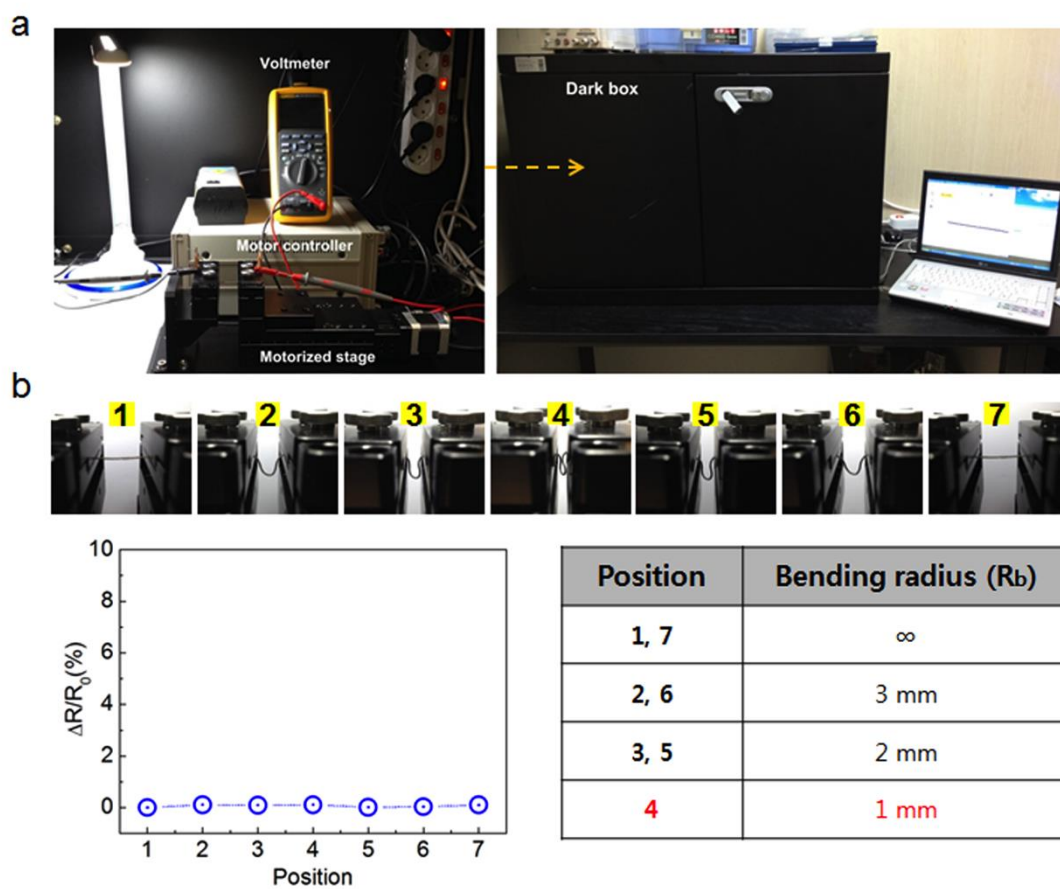 a
Voltmeter
Motor controller
Motorized stage
Dark box
b
1 2 3 4 5 6 7
10
8
6
4
2
0
ΔR/R₀(%)
1 2 3 4 5 6 7
Position
Position Bending radius (Rb)
1, 7 ∞
2, 6 3 mm
3, 5 2 mm
4 1 mm